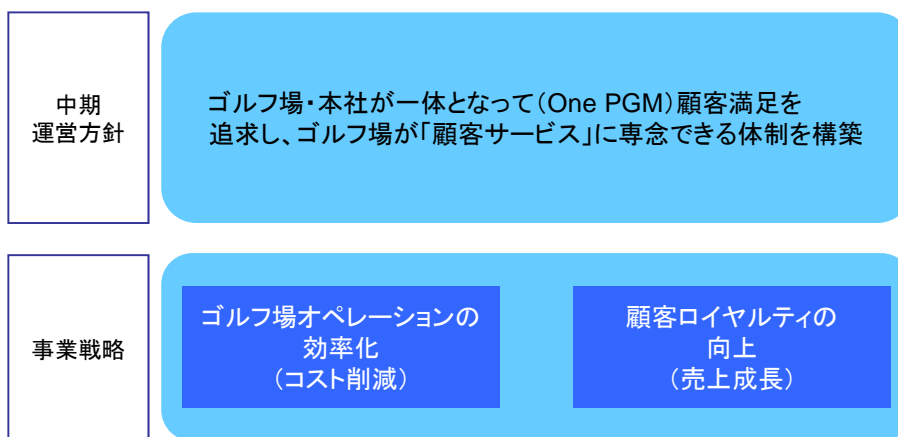 中期
運営方針
ゴルフ場・本社が一体となって(One PGM)顧客満足を
追求し、ゴルフ場が「顧客サービス」に専念できる体制を構築
事業戦略
ゴルフ場オペレーションの
効率化
(コスト削減)
顧客ロイヤルティの
向上
(売上成長)